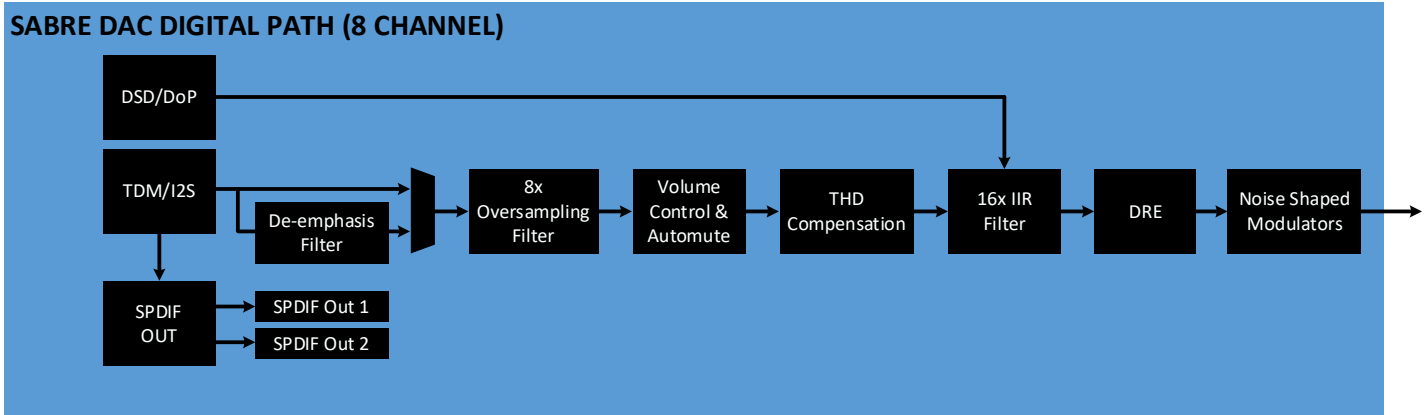 SABRE DAC DIGITAL PATH (8 CHANNEL)
DSD/DoP
TDM/I2S
De-emphasis
Filter
8x
Oversampling
Filter
Volume
Control &
Automute
THD
Compensation
16x IIR
Filter
DRE
Noise Shaped
Modulators
SPDIF
OUT
SPDIF Out 1
SPDIF Out 2